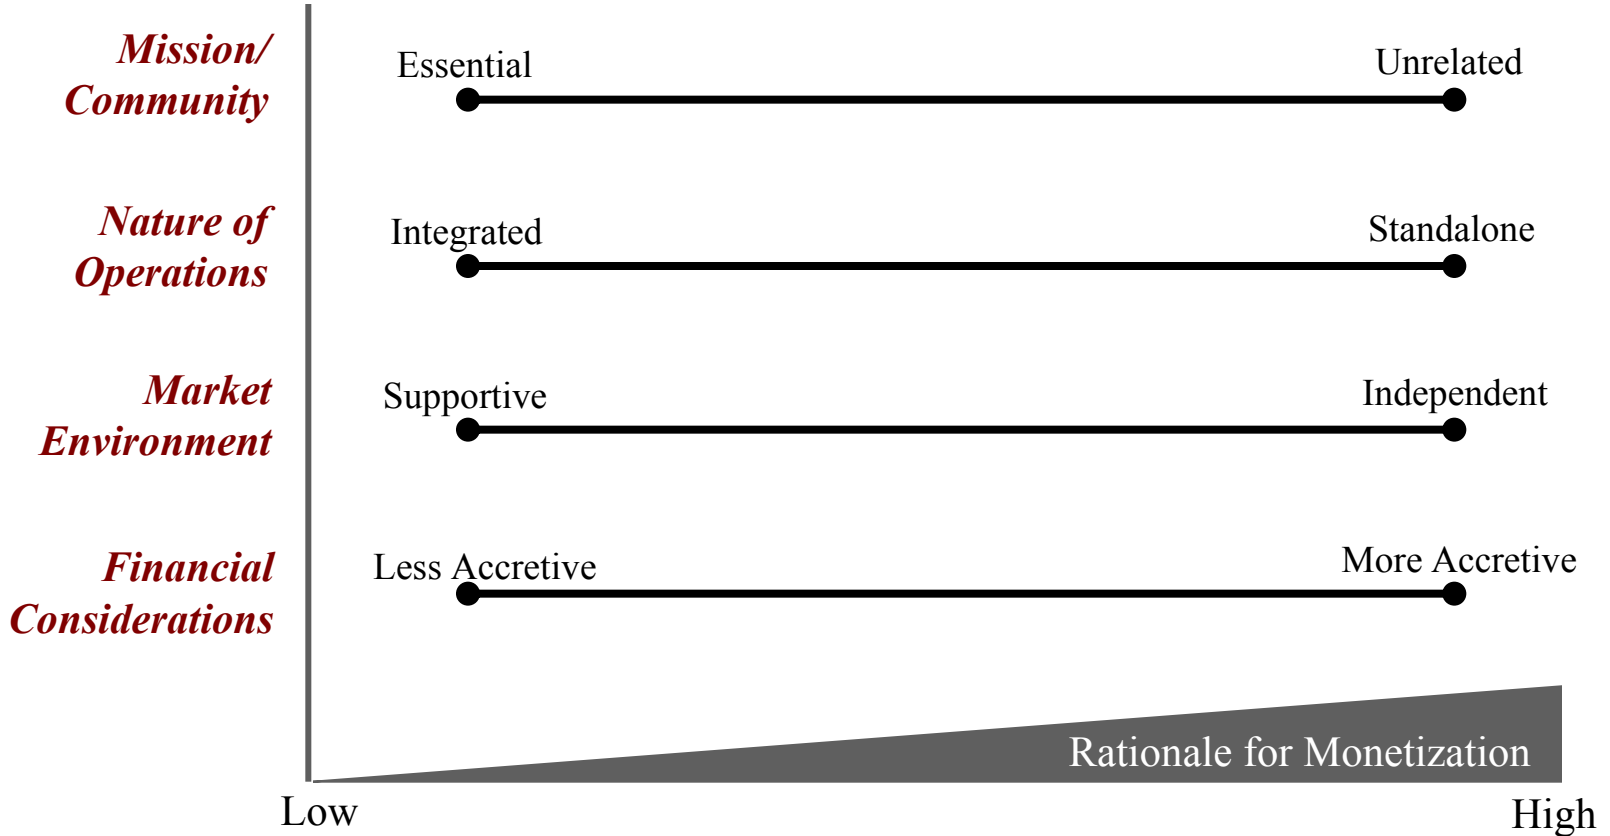 Mission/
Community
Essential
Unrelated
Nature of
Operations
Integrated
Standalone
Market
Environment
Supportive
Independent
Financial
Considerations
Less Accretive
More Accretive
Rationale for Monetization
Low
High